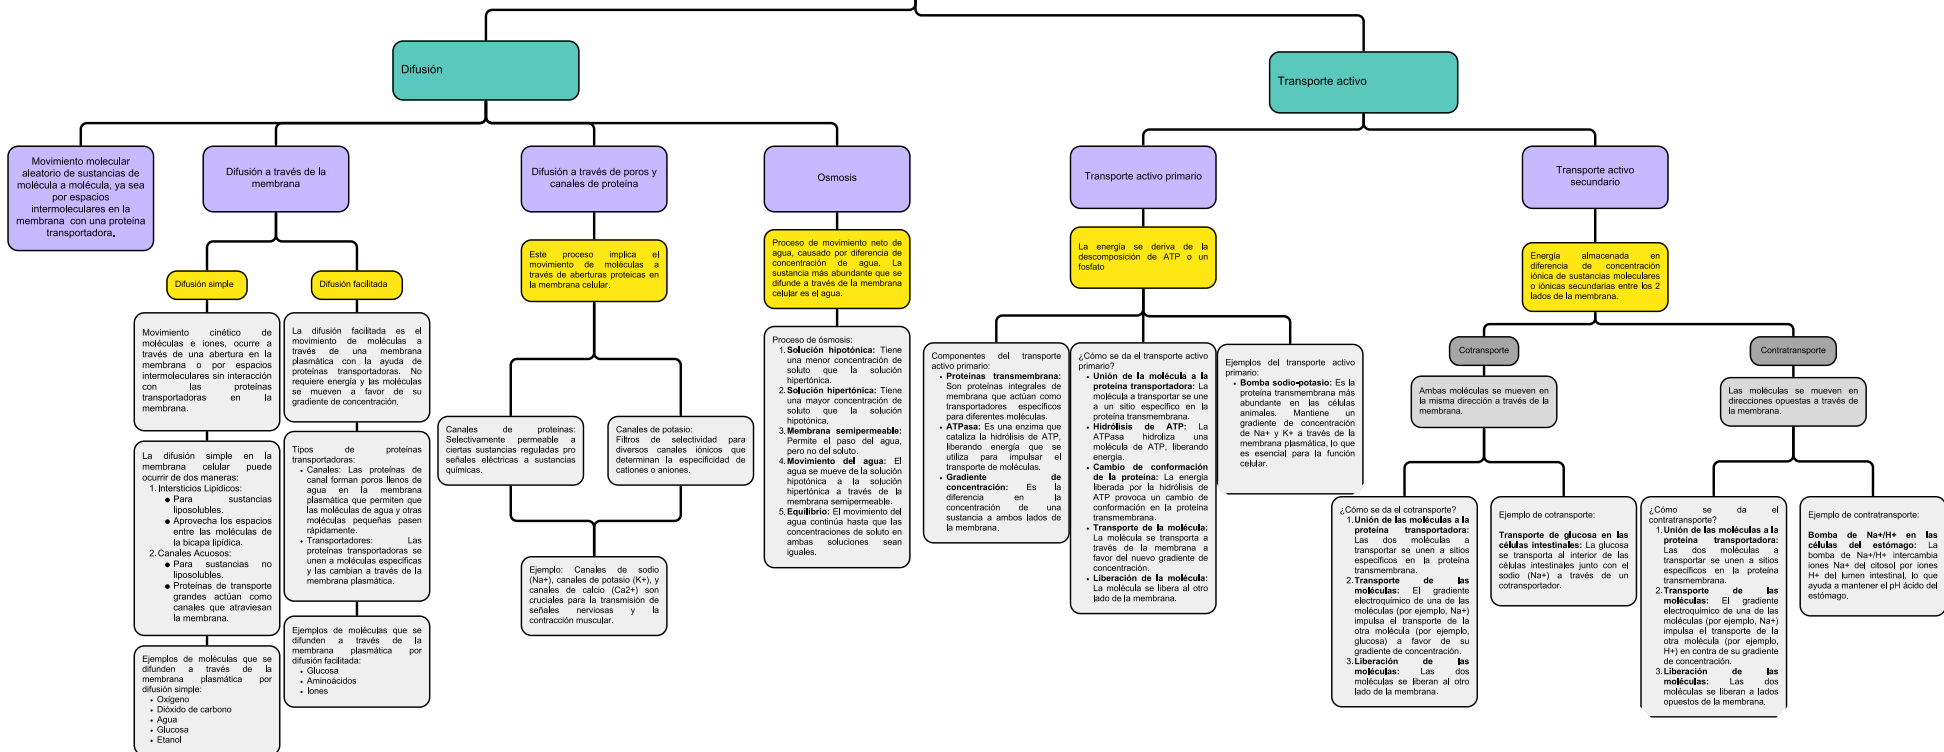 Difusión
Transporte activo
Movimiento molecular
aleatorio de sustancias de
molécula a molécula, ya sea
por espacios
intermoleculares en la
membrana con una proteína
transportadora.
Difusión a través de la
membrana
Difusión a través de poros y
canales de proteína
Osmosis
Transporte activo primario
Transporte activo
secundario
Difusión simple
Difusión facilitada
Este proceso implica el
movimiento de moléculas a
través de aberturas proteicas en
la membrana celular.
Proceso de movimiento neto de
agua, causado por diferencia de
concentración de agua. La
sustancia más abundante que se
difunde a través de la membrana
celular es el agua.
La energía se deriva de la
descomposición de ATP o un
fosfato
Energía almacenada en
diferencia de concentración
iónica de sustancias moleculares
o iónicas secundarias entre los 2
lados de la membrana.
Movimiento cinético de
moléculas e iones, ocurre a
través de una abertura en la
membrana o por espacios
intermoleculares sin interacción
con las proteínas
transportadoras en la
membrana.
La difusión simple en la
membrana celular puede
ocurrir de dos maneras:
1. Intersticios Lipídicos:
● Para sustancias
liposolubles.
● Aprovecha los espacios
entre las moléculas de
la bicapa lipídica.
2. Canales Acuosos:
● Para sustancias no
liposolubles.
● Proteínas de transporte
grandes actúan como
canales que atraviesan
la membrana.
Ejemplos de moléculas que se
difunden a través de la
membrana plasmática por
difusión simple:
• Oxígeno
• Dióxido de carbono
• Agua
• Glucosa
• Etanol
La difusión facilitada es el
movimiento de moléculas a
través de una membrana
plasmática con la ayuda de
proteínas transportadoras. No
requiere energía y las moléculas
se mueven a favor de su
gradiente de concentración.
Tipos de proteínas
transportadoras:
• Canales: Las proteínas de
canal forman poros llenos de
agua en la membrana
plasmática que permiten que
las moléculas de agua y otras
moléculas pequeñas pasen
rápidamente.
• Transportadores: Las
proteínas transportadoras se
unen a moléculas específicas
y las cambian a través de la
membrana plasmática.
Ejemplos de moléculas que se
difunden a través de la
membrana plasmática por
difusión facilitada:
• Glucosa
• Aminoácidos
• Iones
Canales de proteínas:
Selectivamente permeable a
ciertas sustancias reguladas pro
señales eléctricas a sustancias
químicas.
Canales de potasio:
Filtros de selectividad para
diversos canales iónicos que
determinan la especificidad de
cationes o aniones.
Ejemplo: Canales de sodio
(Na+), canales de potasio (K+), y
canales de calcio (Ca2+) son
cruciales para la transmisión de
señales nerviosas y la
contracción muscular.
Proceso de ósmosis:
1. Solución hipotónica: Tiene
una menor concentración de
soluto que la solución
hipertónica.
2. Solución hipertónica: Tiene
una mayor concentración de
soluto que la solución
hipotónica.
3. Membrana semipermeable:
Permite el paso del agua,
pero no del soluto.
4. Movimiento del agua: El
agua se mueve de la solución
hipotónica a la solución
hipertónica a través de la
membrana semipermeable.
5. Equilibrio: El movimiento del
agua continúa hasta que las
concentraciones de soluto en
ambas soluciones sean
iguales.
Componentes del transporte
activo primario:
• Proteínas transmembrana:
Son proteínas integrales de
membrana que actúan como
transportadores específicos
para diferentes moléculas.
• ATPasa: Es una enzima que
cataliza la hidrólisis de ATP,
liberando energía que se
utiliza para impulsar el
transporte de moléculas.
• Gradiente de
concentración: Es la
diferencia en la
concentración de una
sustancia a ambos lados de
la membrana.
¿Cómo se da el transporte activo
primario?
• Unión de la molécula a la
proteína transportadora: La
molécula a transportar se une
a un sitio específico en la
proteína transmembrana.
• Hidrólisis de ATP: La
ATPasa hidroliza una
molécula de ATP, liberando
energía.
• Cambio de conformación
de la proteína: La energía
liberada por la hidrólisis de
ATP provoca un cambio de
conformación en la proteína
transmembrana.
• Transporte de la molécula:
La molécula se transporta a
través de la membrana a
favor del nuevo gradiente de
concentración.
• Liberación de la molécula:
La molécula se libera al otro
lado de la membrana.
Ejemplos del transporte activo
primario:
• Bomba sodio-potasio: Es la
proteína transmembrana más
abundante en las células
animales. Mantiene un
gradiente de concentración
de Na+ y K+ a través de la
membrana plasmática, lo que
es esencial para la función
celular.
Cotransporte
Contratransporte
Ambas moléculas se mueven en
la misma dirección a través de la
membrana.
Las moléculas se mueven en
direcciones opuestas a través de
la membrana.
¿Cómo se da el cotransporte?
1. Unión de las moléculas a la
proteína transportadora:
Las dos moléculas a
transportar se unen a sitios
específicos en la proteína
transmembrana.
2. Transporte de las
moléculas: El gradiente
electroquímico de una de las
moléculas (por ejemplo, Na+)
impulsa el transporte de la
otra molécula (por ejemplo,
glucosa) a favor de su
gradiente de concentración.
3. Liberación de las
moléculas: Las dos
moléculas se liberan al otro
lado de la membrana.
Ejemplo de cotransporte:
Transporte de glucosa en las
células intestinales: La glucosa
se transporta al interior de las
células intestinales junto con el
sodio (Na+) a través de un
cotransportador.
¿Cómo se da el
contratransporte?
1. Unión de las moléculas a la
proteína transportadora:
Las dos moléculas a
transportar se unen a sitios
específicos en la proteína
transmembrana.
2. Transporte de las
moléculas: El gradiente
electroquímico de una de las
moléculas (por ejemplo, Na+)
impulsa el transporte de la
otra molécula (por ejemplo,
H+) en contra de su gradiente
de concentración.
3. Liberación de las
moléculas: Las dos
moléculas se liberan a lados
opuestos de la membrana.
Ejemplo de contratransporte:
Bomba de Na+/H+ en las
células del estómago: La
bomba de Na+/H+ intercambia
iones Na+ del citosol por iones
H+ del lumen intestinal, lo que
ayuda a mantener el pH ácido del
estómago.